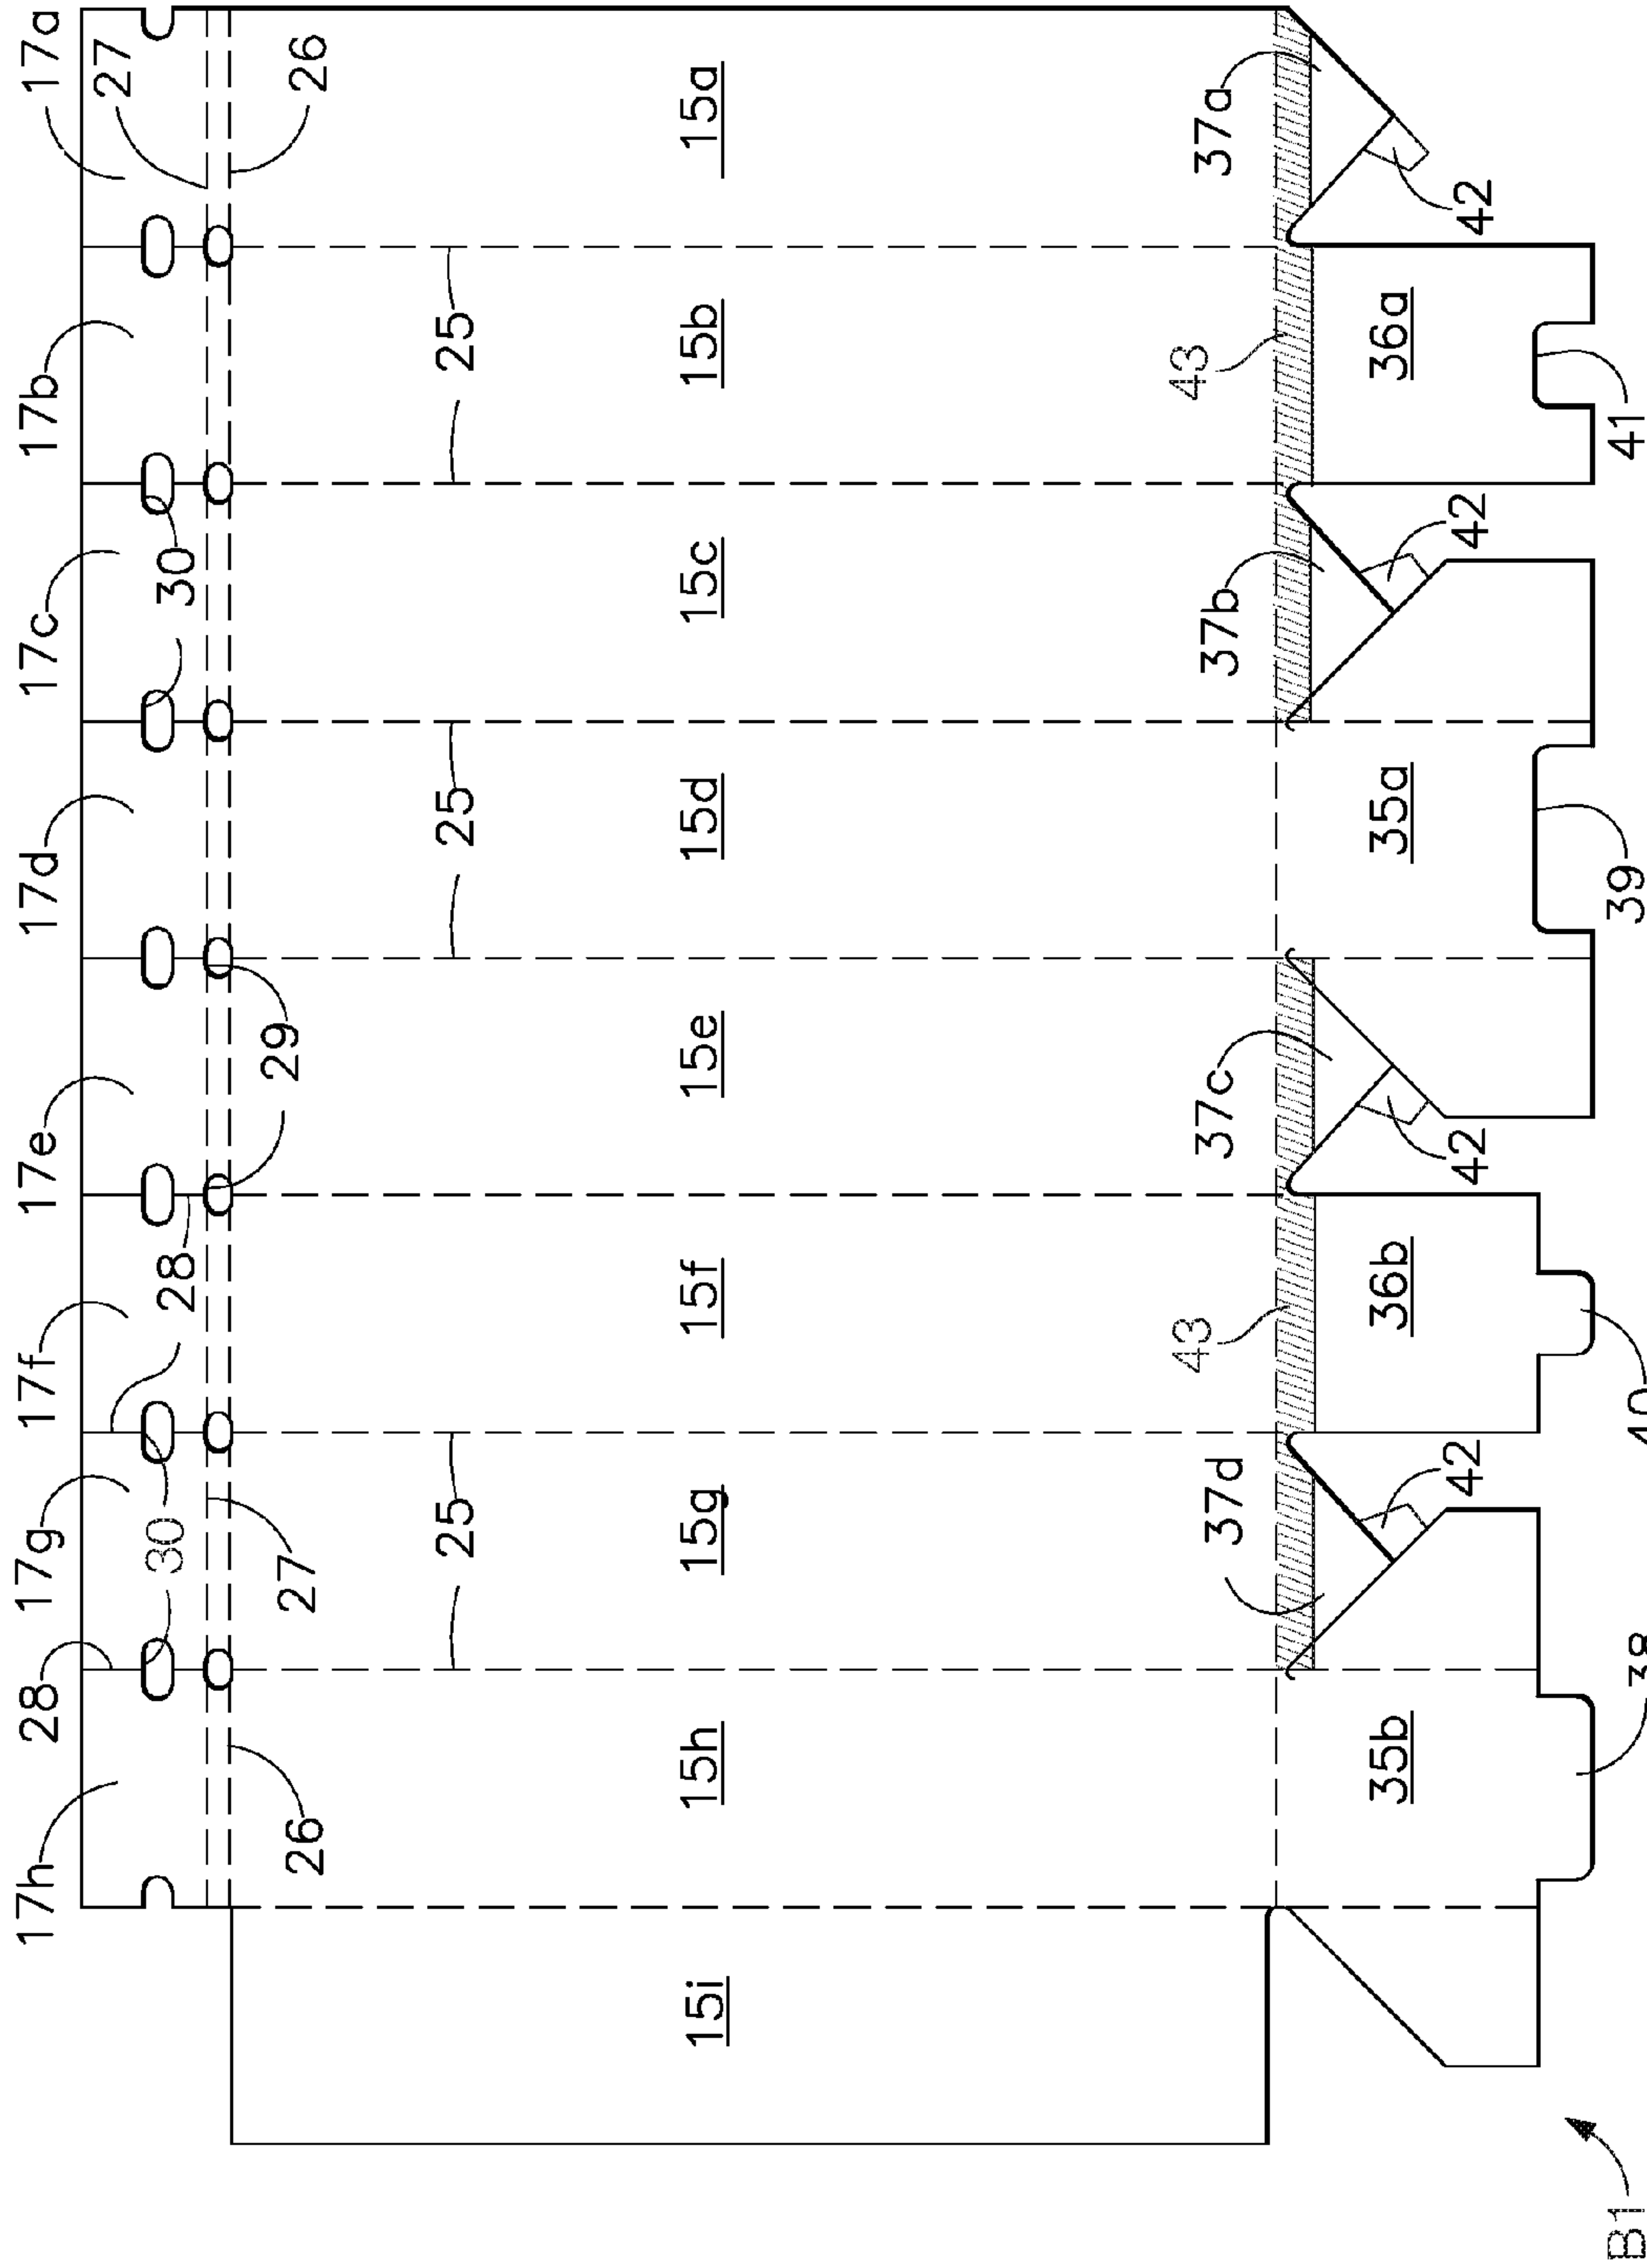 17h 28 17g 17f 17e 17d 17c 17b 17a
27
30 28 30
26 27 29 26
25 25 25
15i 15h 15g 15f 15e 15d 15c 15b 15a
37d 43 37c 37b 43 37a
35b 36b 35a 36a
42 42 42 42
B1 38 40 39 41